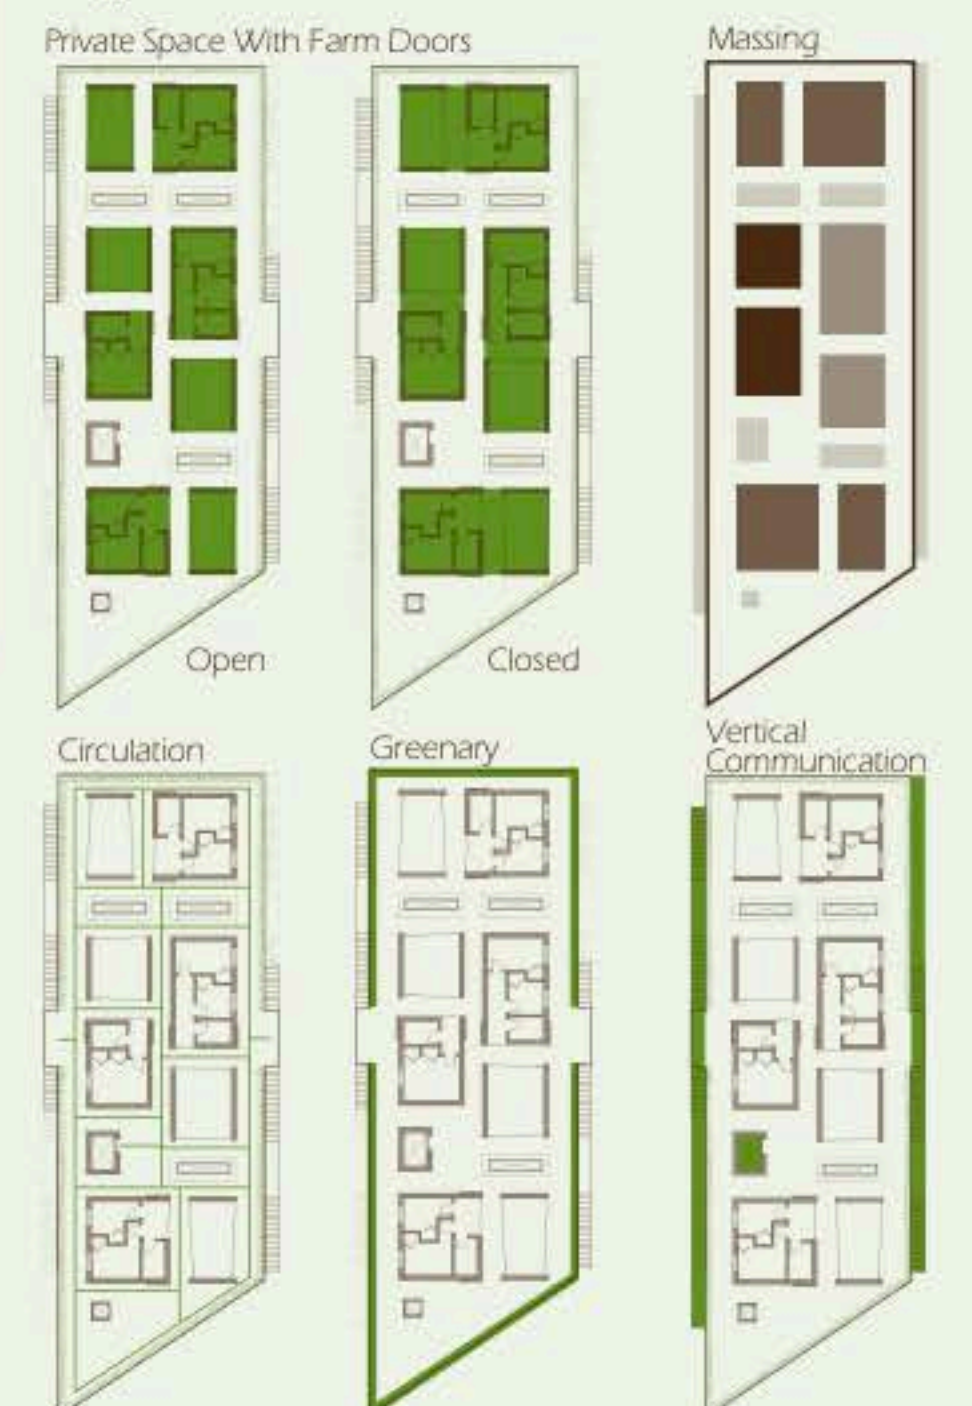 Private Space With Farm Doors
Massing
Open
Closed
Circulation
Greenary
Vertical
Communication